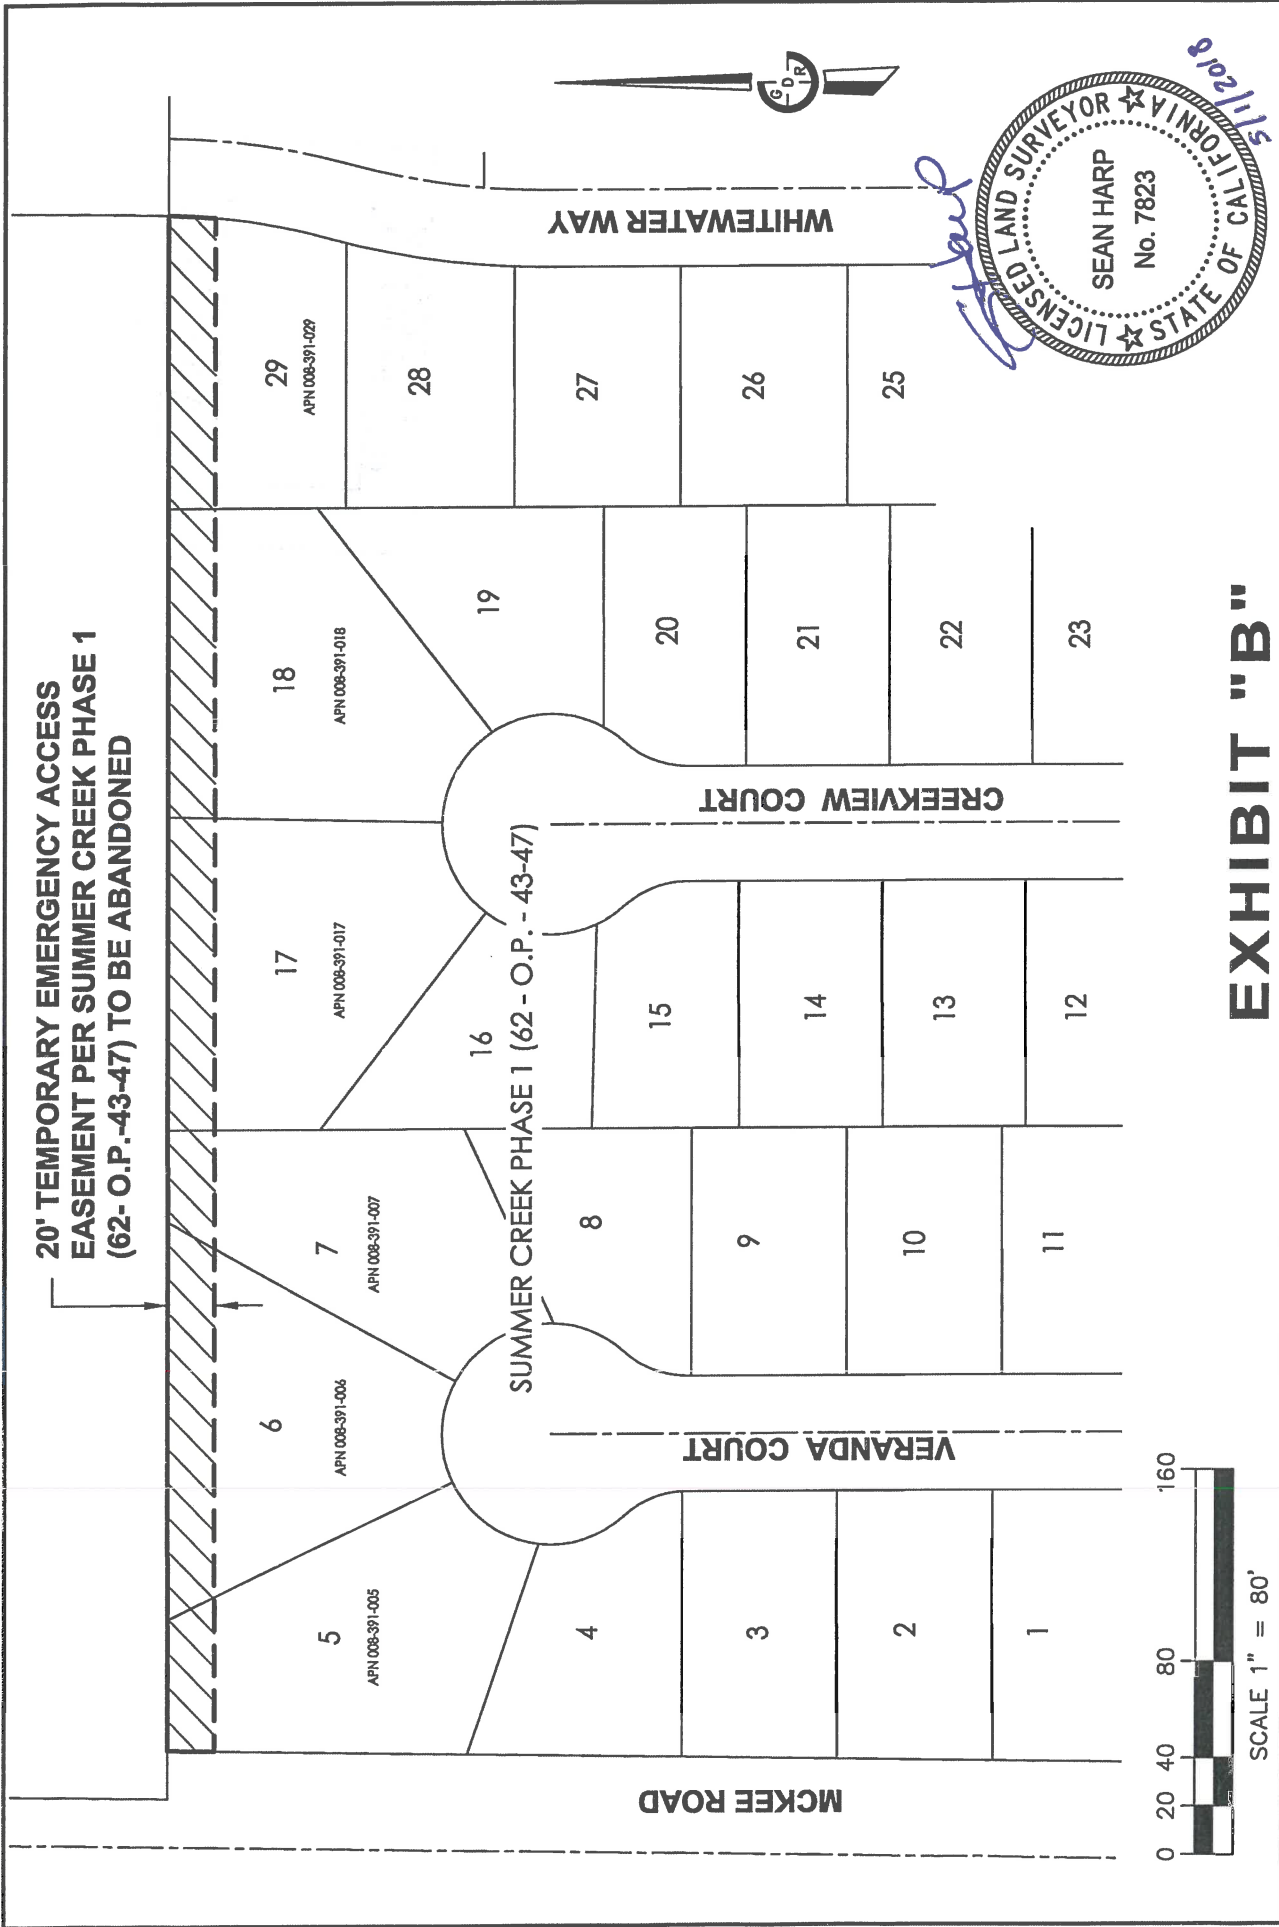 20' TEMPORARY EMERGENCY ACCESS
EASEMENT PER SUMMER CREEK PHASE 1
(62- O.P.-43-47) TO BE ABANDONED
5
APN 008-391-005
6
APN 008-391-006
7
APN 008-391-007
17
APN 008-391-017
18
APN 008-391-018
29
APN 008-391-029
4
3
2
1
8
9
10
11
16
15
14
13
12
19
20
21
22
23
28
27
26
25
SUMMER CREEK PHASE 1 (62 - O.P. - 43-47)
MCKEE ROAD
VERANDA COURT
CREEKVIEW COURT
WHITEWATER WAY
G
D
R
LICENSED LAND SURVEYOR
SEAN HARP
No. 7823
STATE OF CALIFORNIA
5/1/2018
0 20 40 80 160
SCALE 1" = 80'
EXHIBIT "B"